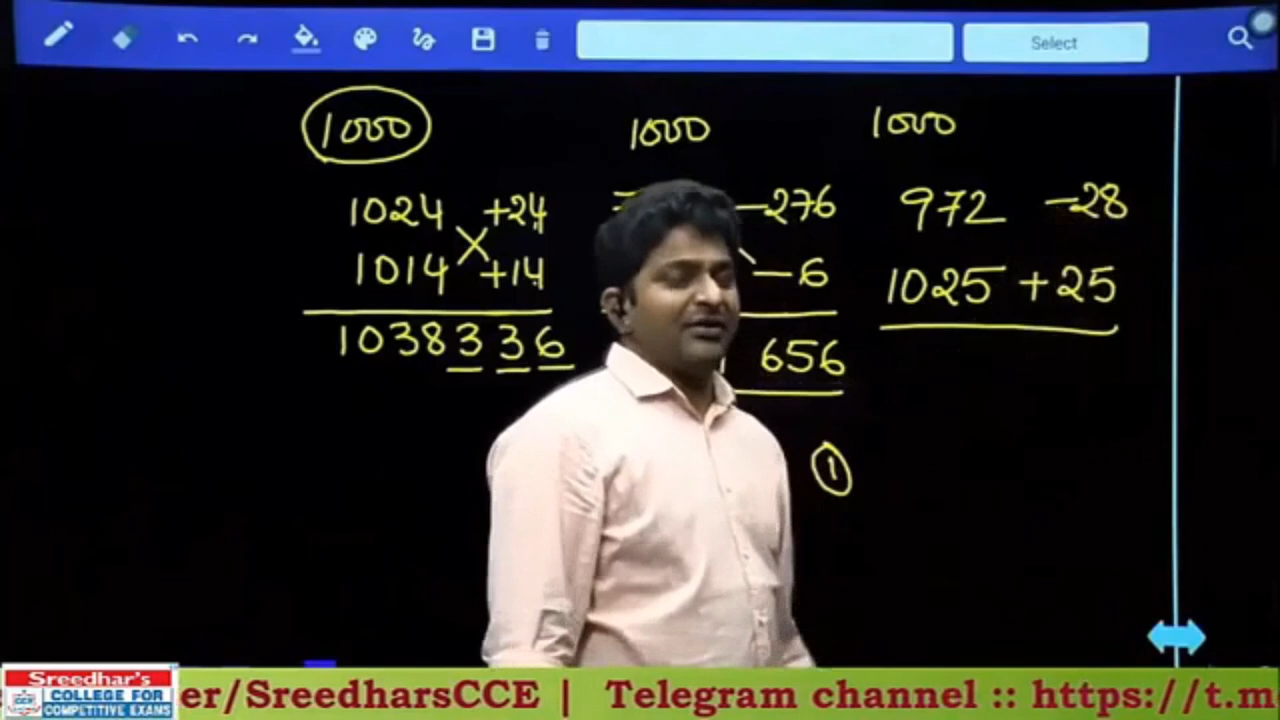 Select
1000 1000 1000
1024 +24 -276 972 -28
1014 +14 -6 1025 +25
1038336 656
1
Sreedhar's
COLLEGE FOR
COMPETITIVE EXAMS
CCE
er/SreedharsCCE | Telegram channel :: https://t.m